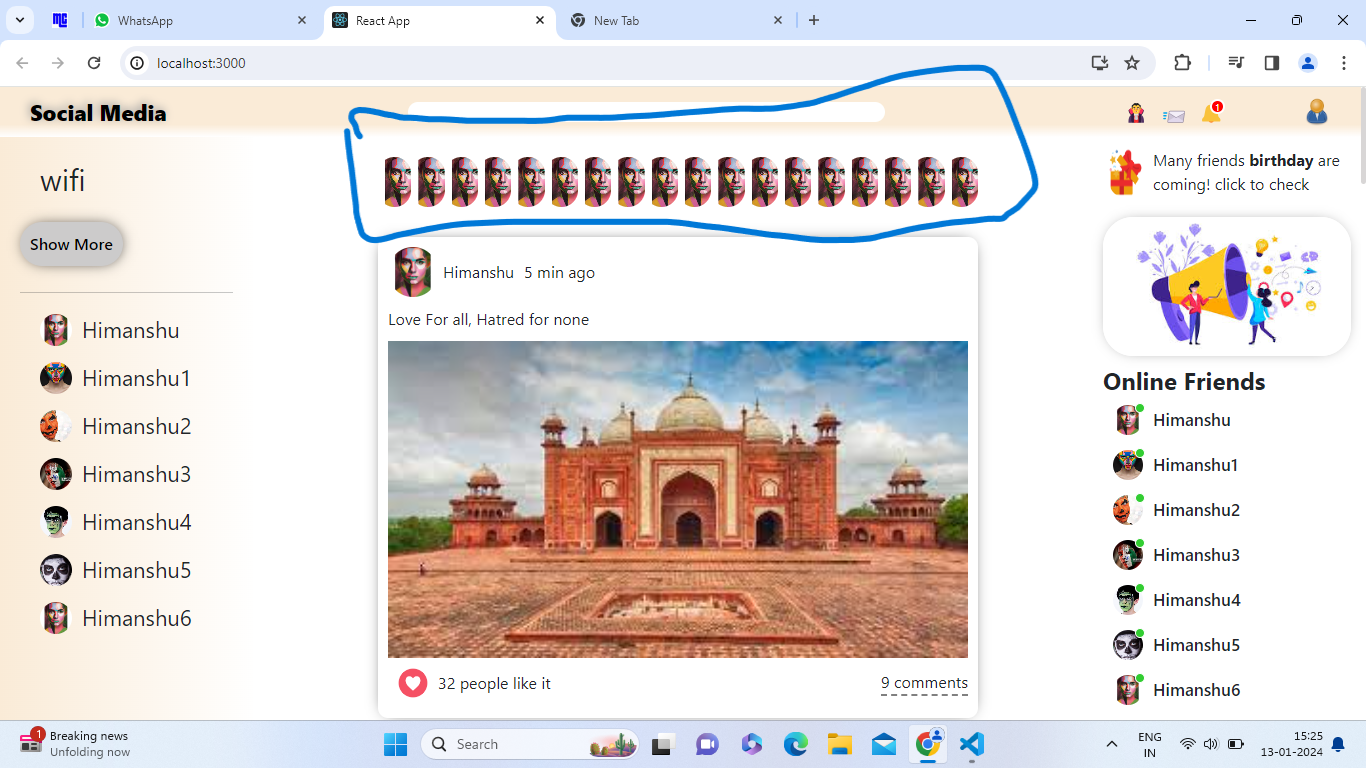 WhatsApp
React App
New Tab
localhost:3000
Social Media
1
wifi
Show More
Himanshu
Himanshu1
Himanshu2
Himanshu3
Himanshu4
Himanshu5
Himanshu6
Himanshu 5 min ago
Love For all, Hatred for none
32 people like it
9 comments
Many friends birthday are
coming! click to check
Online Friends
Himanshu
Himanshu1
Himanshu2
Himanshu3
Himanshu4
Himanshu5
Himanshu6
1
Breaking news
Unfolding now
Search
ENG
IN
15:25
13-01-2024